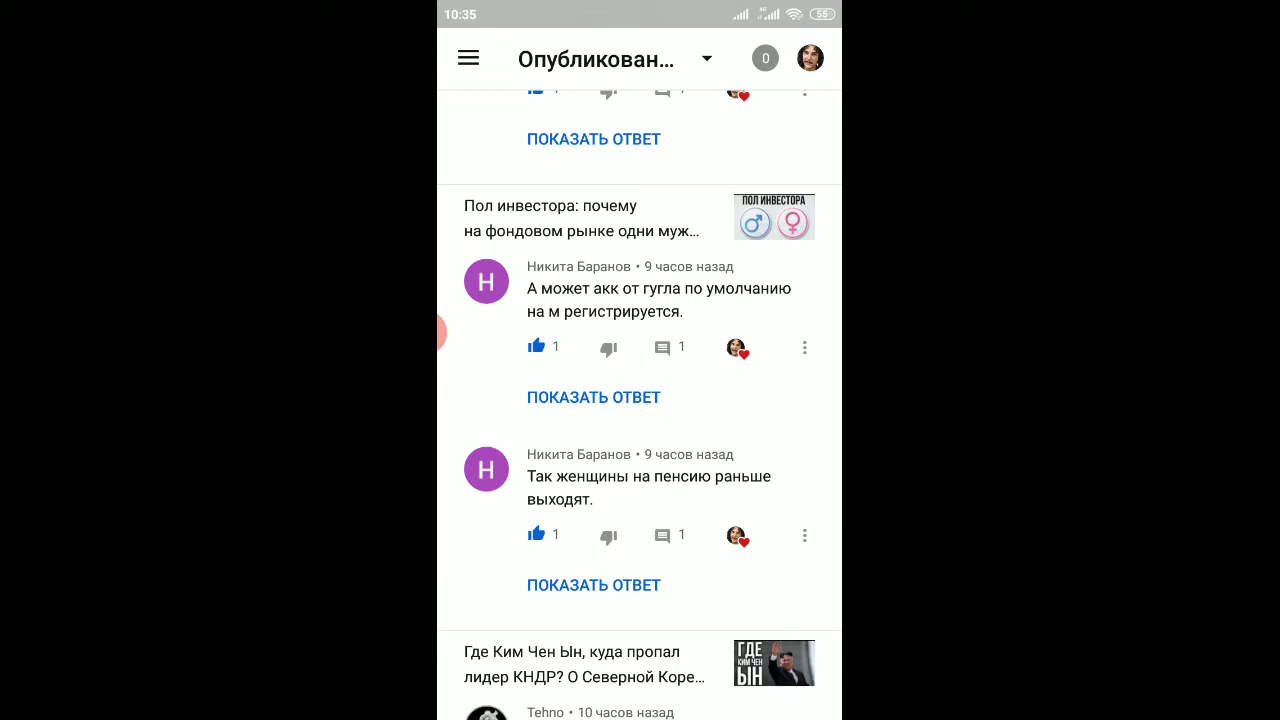 10:35
4G
55
Опубликован...
0
ПОКАЗАТЬ ОТВЕТ
Пол инвестора: почему
на фондовом рынке одни муж...
ПОЛ ИНВЕСТОРА
Никита Баранов • 9 часов назад
Н
А может акк от гугла по умолчанию
на м регистрируется.
1
1
ПОКАЗАТЬ ОТВЕТ
Никита Баранов • 9 часов назад
Н
Так женщины на пенсию раньше
выходят.
1
1
ПОКАЗАТЬ ОТВЕТ
Где Ким Чен Ын, куда пропал
лидер КНДР? О Северной Коре...
ГДЕ
КИМ ЧЕН
ЫН
Tehno • 10 часов назад